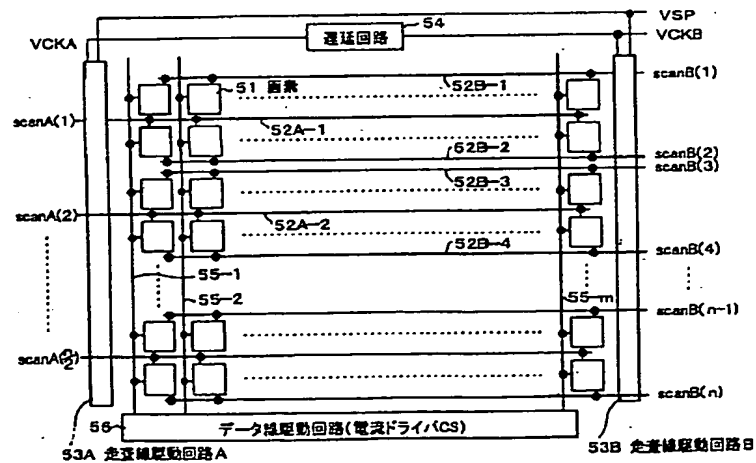 54
VSP
遅延回路
VCKA
VCKB
51 画素
52B-1
scanB(1)
scanA(1)
52A-1
52B-2
scanB(2)
52B-3
scanB(3)
scanA(2)
52A-2
52B-4
scanB(4)
55-1
55-2
55-m
scanB(n-1)
scanA(n/2)
scanB(n)
56
データ線駆動回路(電流ドライバCS)
53A 走査線駆動回路A
53B 走査線駆動回路B